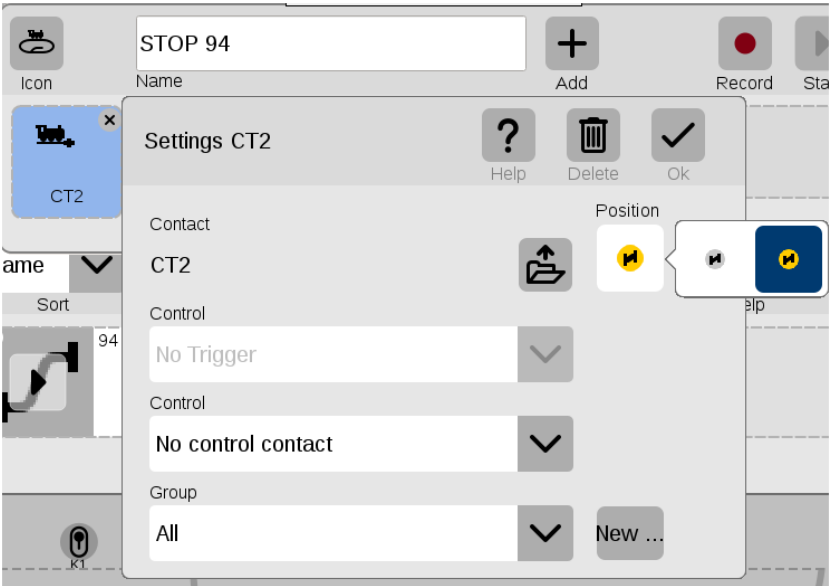 STOP 94
Icon
Name
Add
Record
Sta
CT2
Settings CT2
Help
Delete
Ok
Contact
Position
CT2
ame
Sort
elp
Control
94
No Trigger
Control
No control contact
Group
All
New ...
K1